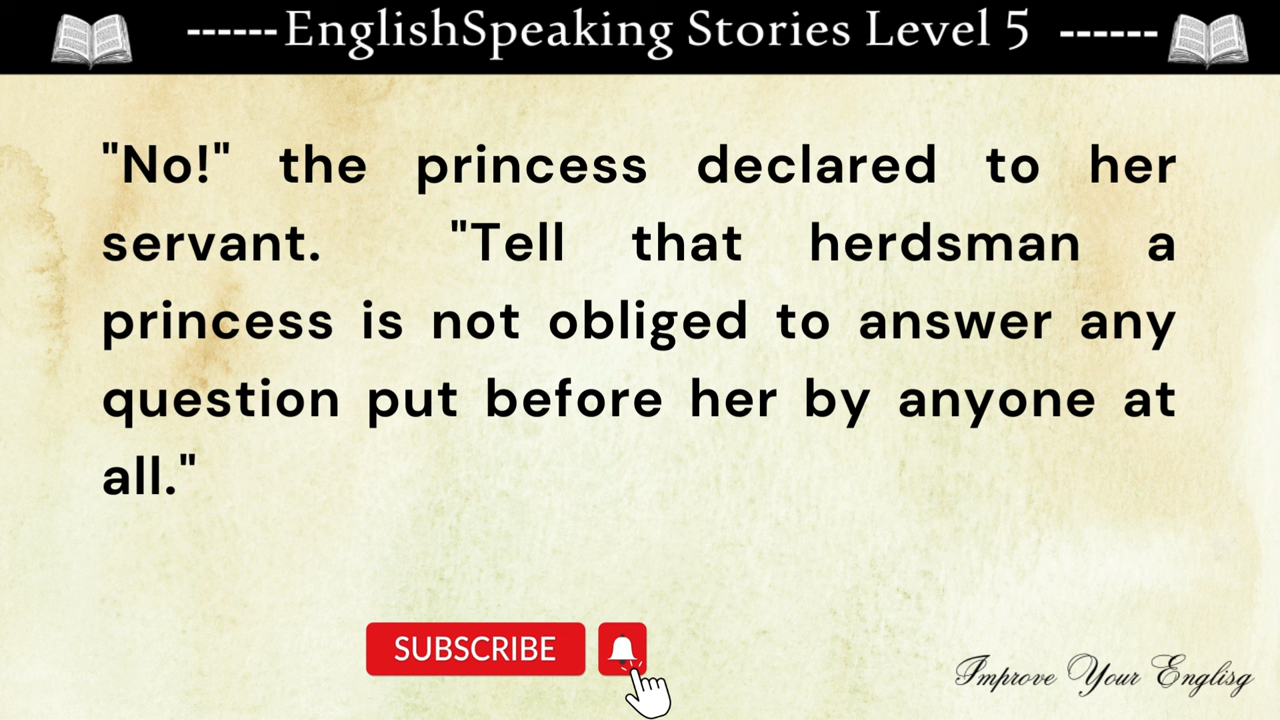 ------EnglishSpeaking Stories Level 5 ------
"No!" the princess declared to her
servant. "Tell that herdsman a
princess is not obliged to answer any
question put before her by anyone at
all."
SUBSCRIBE
Improve Your Englisg